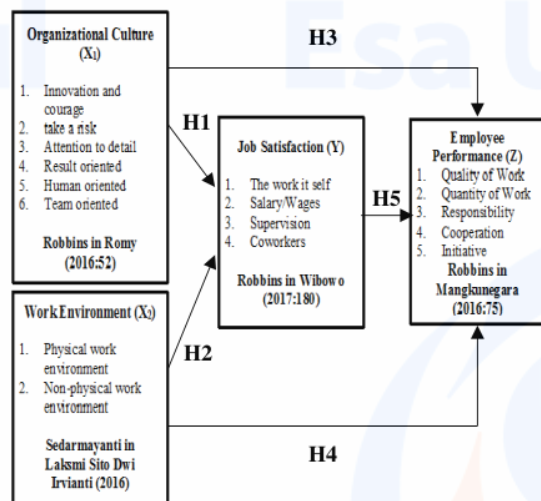 Esa U
Organizational Culture
(X1)
1. Innovation and
courage
2. take a risk
3. Attention to detail
4. Result oriented
5. Human oriented
6. Team oriented
Robbins in Romy
(2016:52)
H3
H1
Job Satisfaction (Y)
1. The work it self
2. Salary/Wages
3. Supervision
4. Coworkers
Robbins in Wibowo
(2017:180)
H5
Employee
Performance (Z)
1. Quality of Work
2. Quantity of Work
3. Responsibility
4. Cooperation
5. Initiative
Robbins in
Mangkunegara
(2016:75)
Work Environment (X2)
1. Physical work
environment
2. Non-physical work
environment
Sedarmayanti in
Laksmi Sito Dwi
Irvianti (2016)
H2
H4